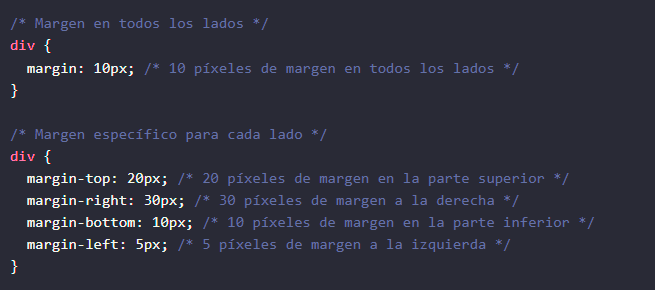 /* Margen en todos los lados */
div {
  margin: 10px; /* 10 píxeles de margen en todos los lados */
}

/* Margen específico para cada lado */
div {
  margin-top: 20px; /* 20 píxeles de margen en la parte superior */
  margin-right: 30px; /* 30 píxeles de margen a la derecha */
  margin-bottom: 10px; /* 10 píxeles de margen en la parte inferior */
  margin-left: 5px; /* 5 píxeles de margen a la izquierda */
}